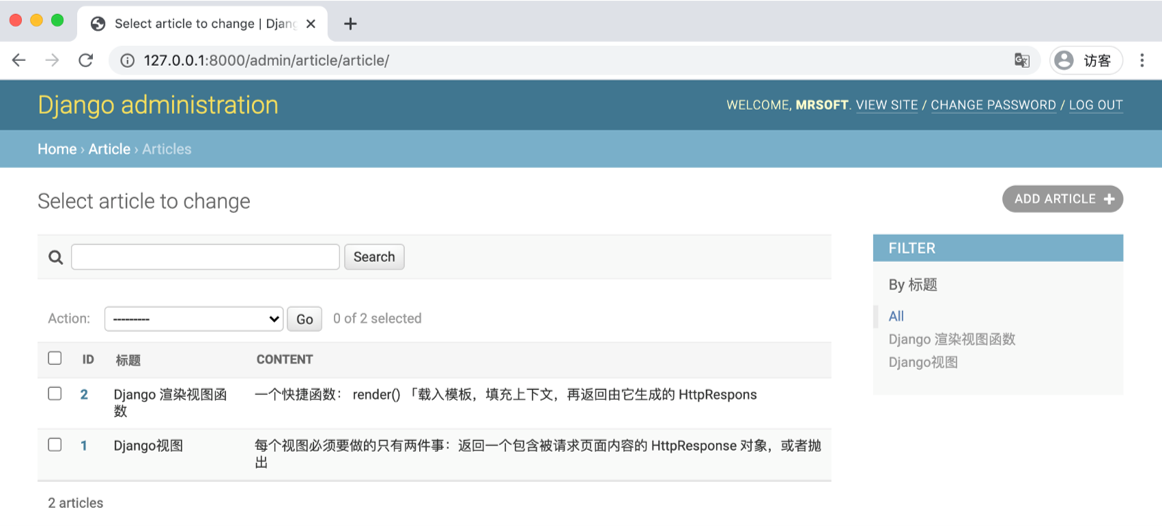 Select article to change | Djang
127.0.0.1:8000/admin/article/article/
访客
Django administration
WELCOME, MRSOFT. VIEW SITE / CHANGE PASSWORD / LOG OUT
Home › Article › Articles
Select article to change
ADD ARTICLE +
Search
FILTER
By 标题
All
Django 渲染视图函数
Django视图
Action:
---------
Go
0 of 2 selected
ID 标题 CONTENT
2 Django 渲染视图函
数
一个快捷函数： render() 「载入模板，填充上下文，再返回由它生成的 HttpRespons
1 Django视图
每个视图必须要做的只有两件事：返回一个包含被请求页面内容的 HttpResponse 对象，或者抛
出
2 articles